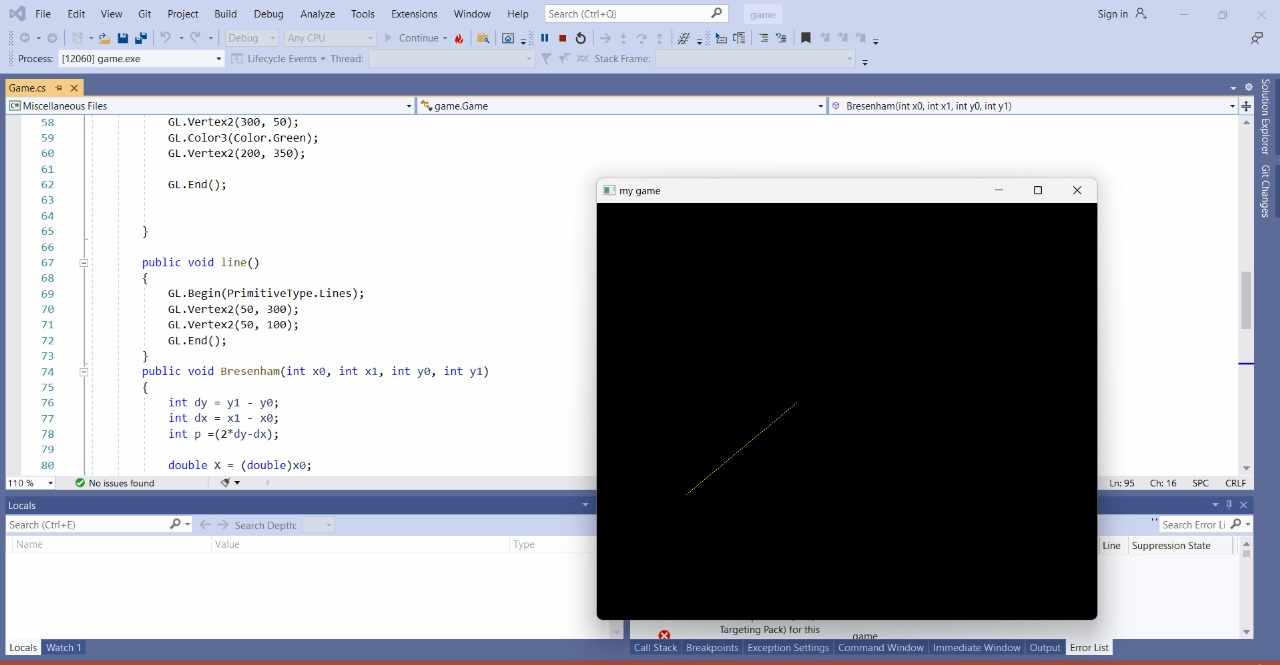 File Edit View Git Project Build Debug Analyze Tools Extensions Window Help Search (Ctrl+Q) game Sign in
Debug Any CPU Continue
Process: [12060] game.exe Lifecycle Events Thread: Stack Frame:
Game.cs
Miscellaneous Files game.Game Bresenham(int x0, int x1, int y0, int y1)
58 GL.Vertex2(300, 50);
59 GL.Color3(Color.Green);
60 GL.Vertex2(200, 350);
61
62 GL.End();
63
64
65 }
66
67 public void line()
68 {
69 GL.Begin(PrimitiveType.Lines);
70 GL.Vertex2(50, 300);
71 GL.Vertex2(50, 100);
72 GL.End();
73 }
74 public void Bresenham(int x0, int x1, int y0, int y1)
75 {
76 int dy = y1 - y0;
77 int dx = x1 - x0;
78 int p =(2*dy-dx);
79
80 double X = (double)x0;
my game
Solution Explorer
Git Changes
110 % No issues found Ln: 95 Ch: 16 SPC CRLF
Locals
Search (Ctrl+E) Search Depth:
Name Value Type
Locals Watch 1
Search Error Li
Line Suppression State
Targeting Pack) for this
game
Call Stack Breakpoints Exception Settings Command Window Immediate Window Output Error List